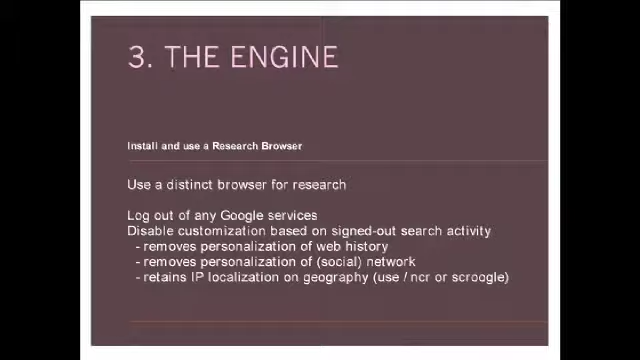 3. THE ENGINE
Install and use a Research Browser
Use a distinct browser for research
Log out of any Google services
Disable customization based on signed-out search activity
- removes personalization of web history
- removes personalization of (social) network
- retains IP localization on geography (use / ncr or scroogle)